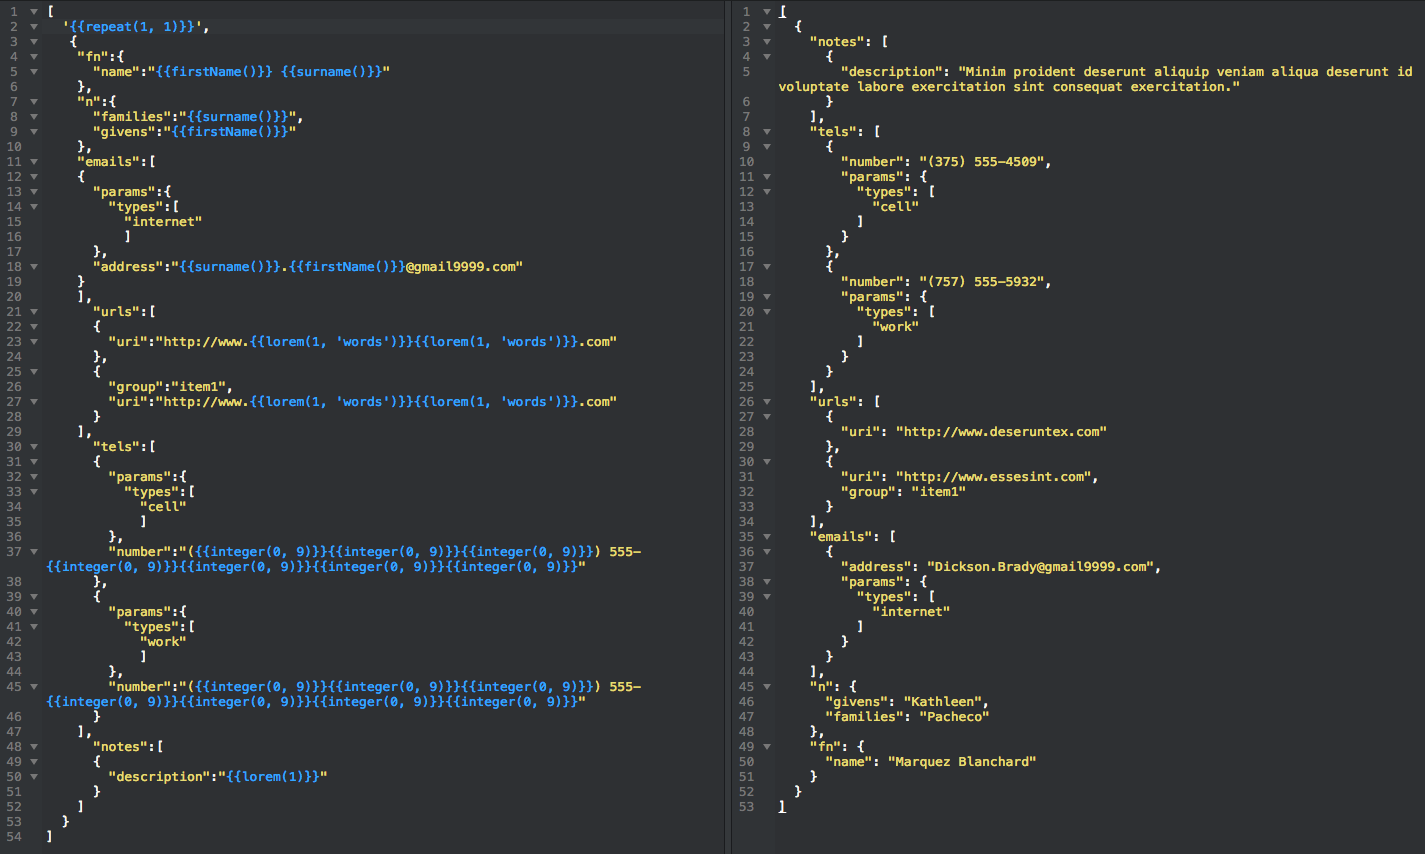 1 [
2 '{{repeat(1, 1)}}',
3 {
4 "fn":{
5 "name":"{{firstName()}} {{surname()}}"
6 },
7 "n":{
8 "families":"{{surname()}}",
9 "givens":"{{firstName()}}"
10 },
11 "emails":[
12 {
13 "params":{
14 "types":[
15 "internet"
16 ]
17 },
18 "address":"{{surname()}}.{{firstName()}}@gmail9999.com"
19 }
20 ],
21 "urls":[
22 {
23 "uri":"http://www.{{lorem(1, 'words')}}{{lorem(1, 'words')}}.com"
24 },
25 {
26 "group":"item1",
27 "uri":"http://www.{{lorem(1, 'words')}}{{lorem(1, 'words')}}.com"
28 }
29 ],
30 "tels":[
31 {
32 "params":{
33 "types":[
34 "cell"
35 ]
36 },
37 "number":"({{integer(0, 9)}}{{integer(0, 9)}}{{integer(0, 9)}}) 555-
{{integer(0, 9)}}{{integer(0, 9)}}{{integer(0, 9)}}{{integer(0, 9)}}"
38 },
39 {
40 "params":{
41 "types":[
42 "work"
43 ]
44 },
45 "number":"({{integer(0, 9)}}{{integer(0, 9)}}{{integer(0, 9)}}) 555-
{{integer(0, 9)}}{{integer(0, 9)}}{{integer(0, 9)}}{{integer(0, 9)}}"
46 }
47 ],
48 "notes":[
49 {
50 "description":"{{lorem(1)}}"
51 }
52 ]
53 }
54 ]
1 [
2 {
3 "notes": [
4 {
5 "description": "Minim proident deserunt aliquip veniam aliqua deserunt id
voluptate labore exercitation sint consequat exercitation."
6 }
7 ],
8 "tels": [
9 {
10 "number": "(375) 555-4509",
11 "params": {
12 "types": [
13 "cell"
14 ]
15 }
16 },
17 {
18 "number": "(757) 555-5932",
19 "params": {
20 "types": [
21 "work"
22 ]
23 }
24 }
25 ],
26 "urls": [
27 {
28 "uri": "http://www.deseruntex.com"
29 },
30 {
31 "uri": "http://www.essesint.com",
32 "group": "item1"
33 }
34 ],
35 "emails": [
36 {
37 "address": "Dickson.Brady@gmail9999.com",
38 "params": {
39 "types": [
40 "internet"
41 ]
42 }
43 }
44 ],
45 "n": {
46 "givens": "Kathleen",
47 "families": "Pacheco"
48 },
49 "fn": {
50 "name": "Marquez Blanchard"
51 }
52 }
53 ]